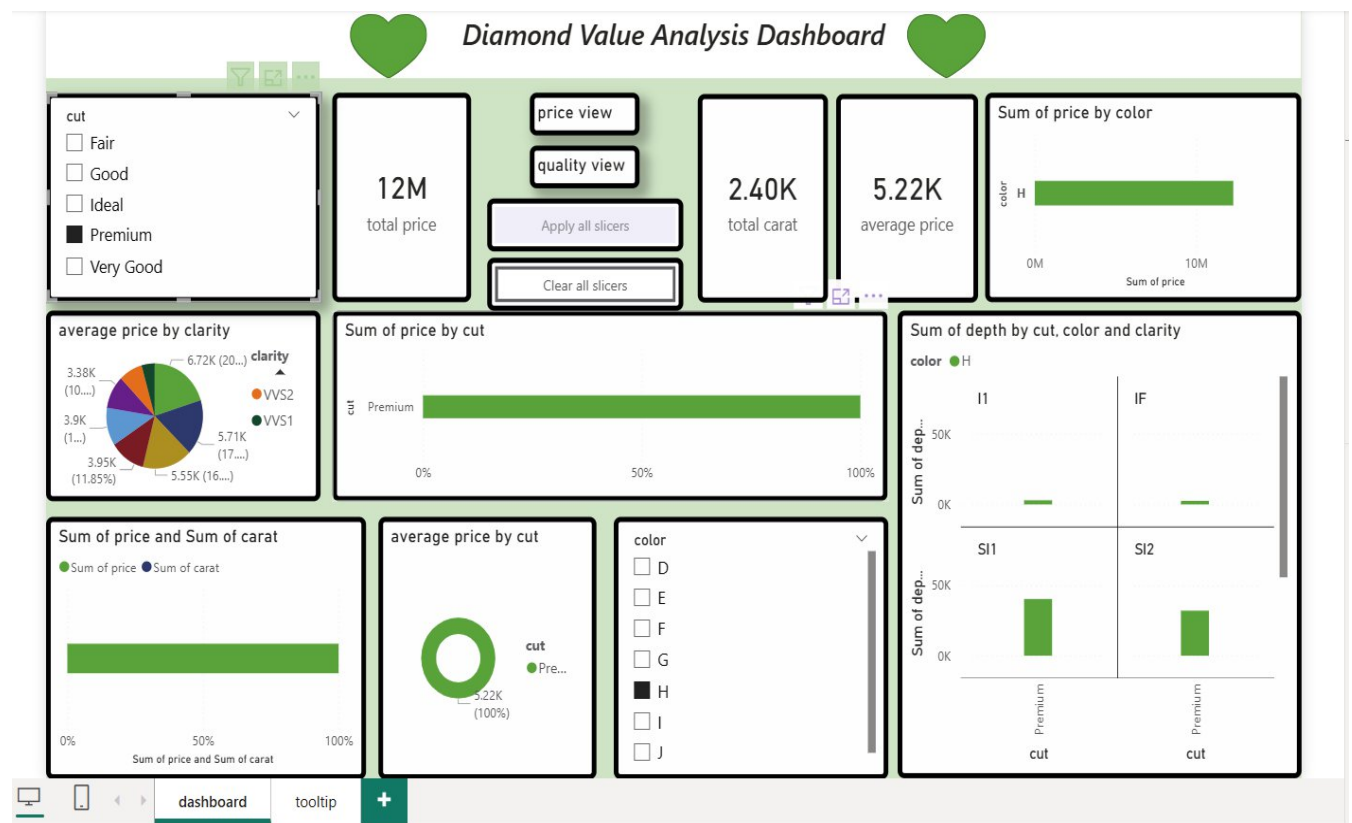 Diamond Value Analysis Dashboard
cut
Fair
Good
Ideal
Premium
Very Good
12M
total price
price view
quality view
Apply all slicers
Clear all slicers
2.40K
total carat
5.22K
average price
Sum of price by color
color
H
0M
10M
Sum of price
average price by clarity
6.72K (20...)
5.71K
(17....)
5.55K (16....)
3.95K
(11.85%)
3.9K
(1...)
3.38K
(10....)
clarity
VVS2
VVS1
Sum of price by cut
cut
Premium
0%
50%
100%
Sum of depth by cut, color and clarity
color
H
I1
IF
Sum of dep...
50K
0K
SI1
SI2
Sum of dep...
50K
0K
Premium
Premium
cut
cut
Sum of price and Sum of carat
Sum of price
Sum of carat
0%
50%
100%
Sum of price and Sum of carat
average price by cut
cut
Pre...
5.22K
(100%)
color
D
E
F
G
H
I
J
dashboard
tooltip
+